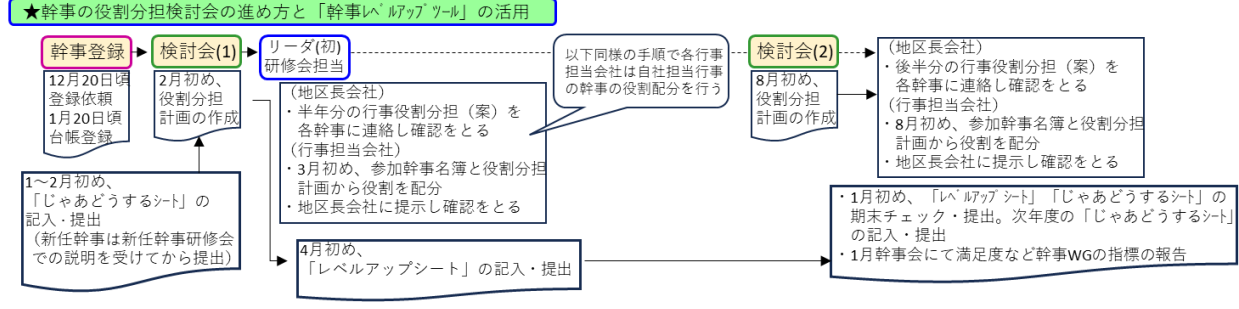 ★幹事の役割分担検討会の進め方と「幹事ﾚﾍﾞﾙｱｯﾌﾟﾂｰﾙ」の活用
幹事登録
12月20日頃
登録依頼
1月20日頃
台帳登録
検討会(1)
2月初め、
役割分担
計画の作成
リーダ(初)
研修会担当
（地区長会社）
・半年分の行事役割分担（案）を
各幹事に連絡し確認をとる
（行事担当会社）
・3月初め、参加幹事名簿と役割分担
計画から役割を配分
・地区長会社に提示し確認をとる
以下同様の手順で各行事
担当会社は自社担当行事
の幹事の役割配分を行う
検討会(2)
8月初め、
役割分担
計画の作成
（地区長会社）
・後半分の行事役割分担（案）を
各幹事に連絡し確認をとる
（行事担当会社）
・8月初め、参加幹事名簿と役割分担
計画から役割を配分
・地区長会社に提示し確認をとる
1～2月初め、
「じゃあどうするｼｰﾄ」の
記入・提出
（新任幹事は新任幹事研修会
での説明を受けてから提出）
4月初め、
「レベルアップシート」の記入・提出
・1月初め、「ﾚﾍﾞﾙｱｯﾌﾟｼｰﾄ」「じゃあどうするｼｰﾄ」の
期末チェック・提出。次年度の「じゃあどうするｼｰﾄ」
の記入・提出
・1月幹事会にて満足度など幹事WGの指標の報告